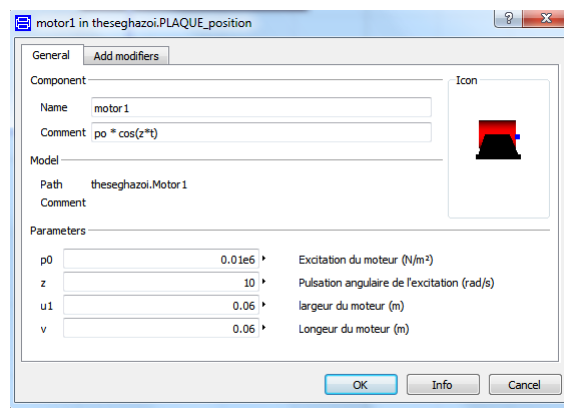 motor1 in theseghazoi.PLAQUE_position
General Add modifiers
Component Icon
Name motor1
Comment po * cos(z*t)
Model
Path theseghazoi.Motor1
Comment
Parameters
p0 0.01e6 Excitation du moteur (N/m²)
z 10 Pulsation angulaire de l'excitation (rad/s)
u1 0.06 largeur du moteur (m)
v 0.06 Longeur du moteur (m)
OK Info Cancel